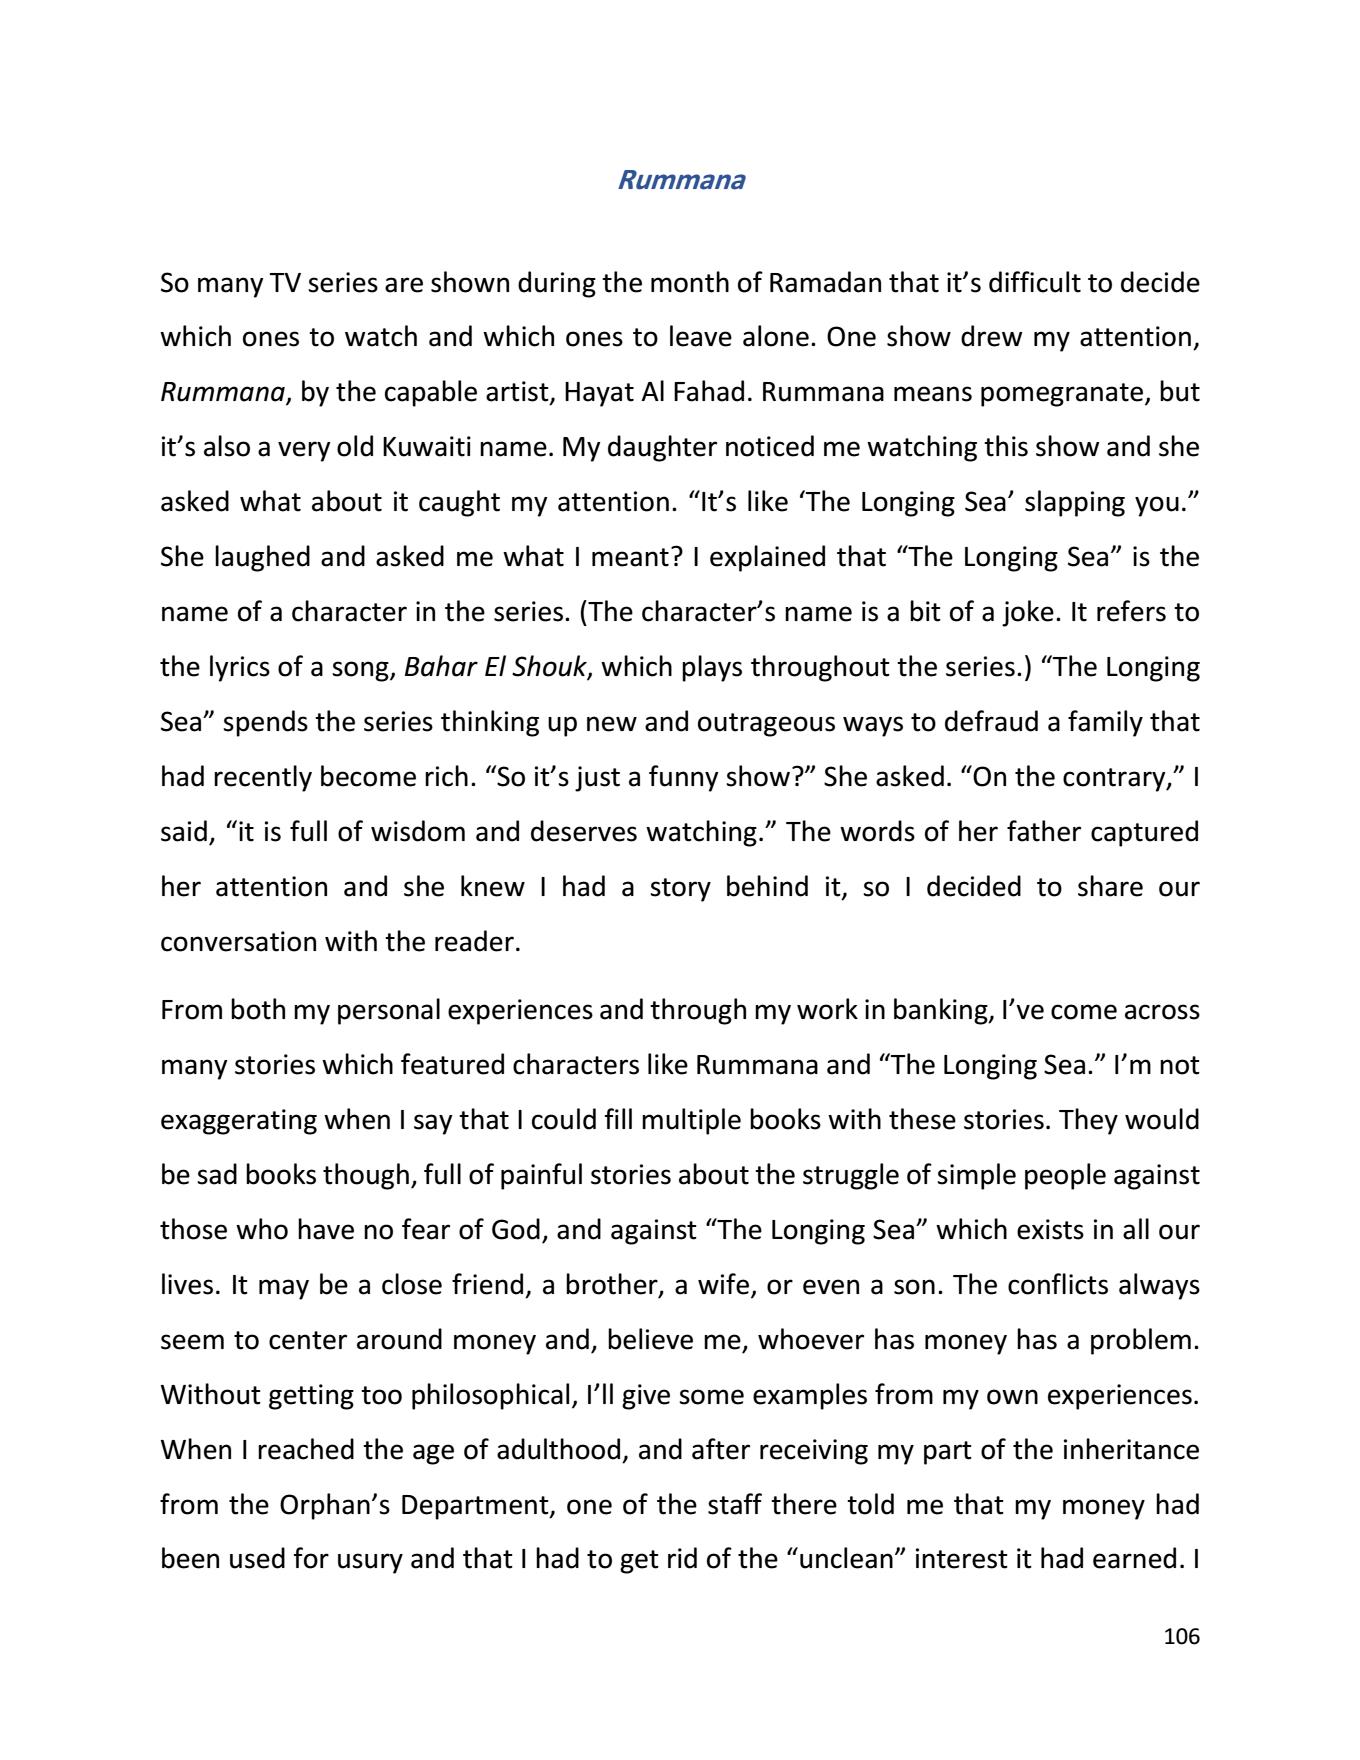 Rummana
So many TV series are shown during the month of Ramadan that it’s difficult to decide
which ones to watch and which ones to leave alone. One show drew my attention,
Rummana, by the capable artist, Hayat Al Fahad. Rummana means pomegranate, but
it’s also a very old Kuwaiti name. My daughter noticed me watching this show and she
asked what about it caught my attention. “It’s like ‘The Longing Sea’ slapping you.”
She laughed and asked me what I meant? I explained that “The Longing Sea” is the
name of a character in the series. (The character’s name is a bit of a joke. It refers to
the lyrics of a song, Bahar El Shouk, which plays throughout the series.) “The Longing
Sea” spends the series thinking up new and outrageous ways to defraud a family that
had recently become rich. “So it’s just a funny show?” She asked. “On the contrary,” I
said, “it is full of wisdom and deserves watching.” The words of her father captured
her attention and she knew I had a story behind it, so I decided to share our
conversation with the reader.
From both my personal experiences and through my work in banking, I’ve come across
many stories which featured characters like Rummana and “The Longing Sea.” I’m not
exaggerating when I say that I could fill multiple books with these stories. They would
be sad books though, full of painful stories about the struggle of simple people against
those who have no fear of God, and against “The Longing Sea” which exists in all our
lives. It may be a close friend, a brother, a wife, or even a son. The conflicts always
seem to center around money and, believe me, whoever has money has a problem.
Without getting too philosophical, I’ll give some examples from my own experiences.
When I reached the age of adulthood, and after receiving my part of the inheritance
from the Orphan’s Department, one of the staff there told me that my money had
been used for usury and that I had to get rid of the “unclean” interest it had earned. I
106